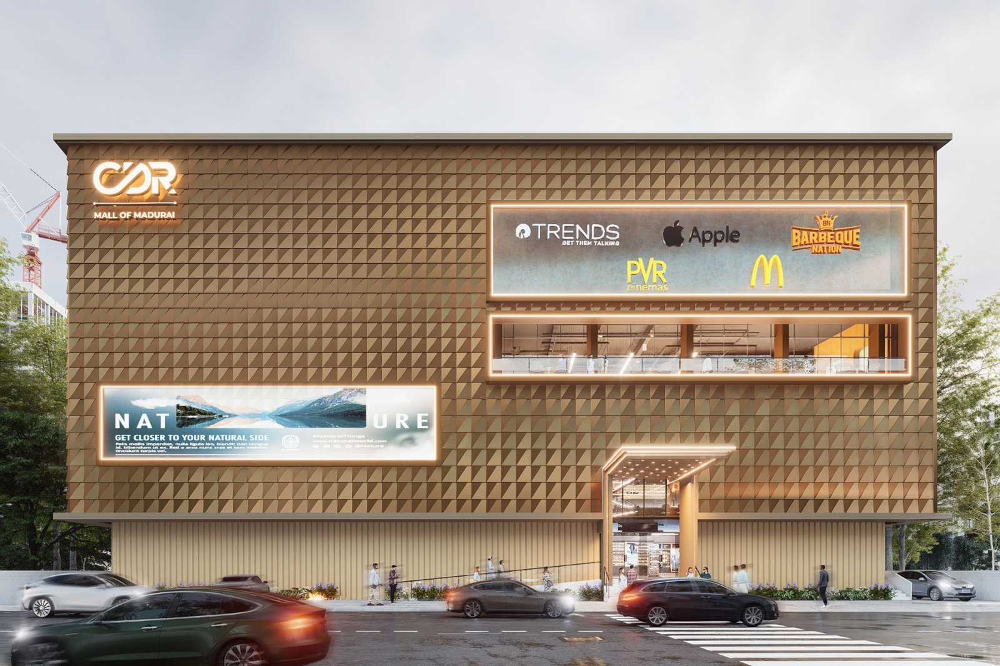 CDR
MALL OF MADURAI
TRENDS
GET THEM TALKING
Apple
BN
BARBEQUE
NATION
PVR
cinemas
NAT URE
GET CLOSER TO YOUR NATURAL SIDE
Felis mollis imperdiet, nulla ligula leo, blandit non congue
id, bibendum ut ex. Sed a arcu nunc cras et sem sodales,
tincidunt turpis vel.
#NaturalThings
www.naturalworld.com
@Nature